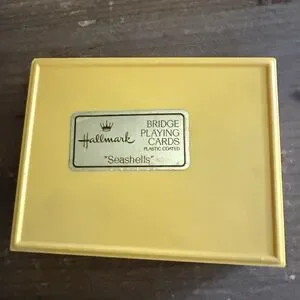 Hallmark
BRIDGE
PLAYING
CARDS
PLASTIC COATED
"Seashells"